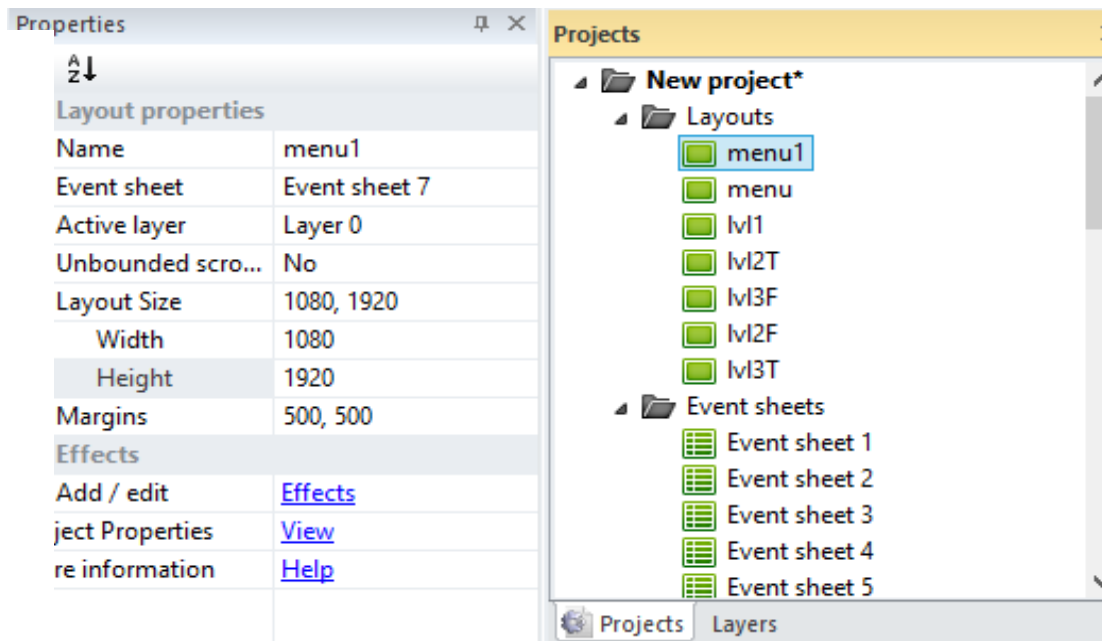 Properties
Layout properties
Name menu1
Event sheet Event sheet 7
Active layer Layer 0
Unbounded scro... No
Layout Size 1080, 1920
Width 1080
Height 1920
Margins 500, 500
Effects
Add / edit Effects
ject Properties View
re information Help
Projects
New project*
Layouts
menu1
menu
lvl1
lvl2T
lvl3F
lvl2F
lvl3T
Event sheets
Event sheet 1
Event sheet 2
Event sheet 3
Event sheet 4
Event sheet 5
Projects Layers